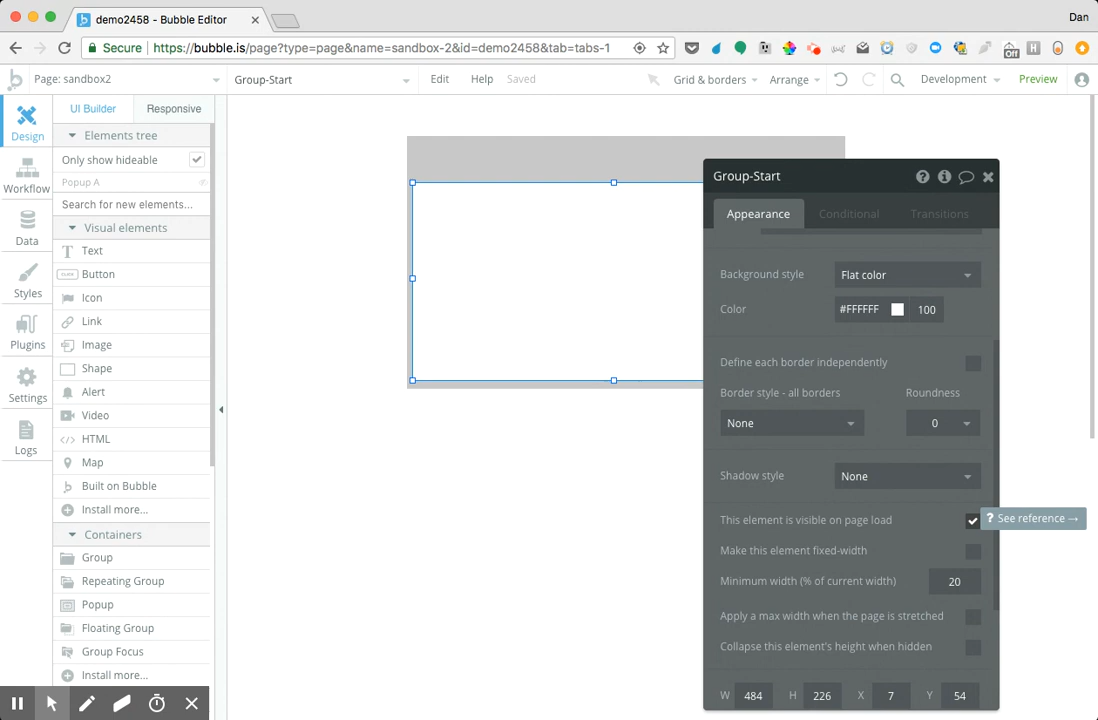 demo2458 - Bubble Editor
Dan
Secure https://bubble.is/page?type=page&name=sandbox-2&id=demo2458&tab=tabs-1
Off
H
Page: sandbox2
Group-Start
Edit
Help
Saved
Grid & borders
Arrange
Development
Preview
Design
Workflow
Data
Styles
Plugins
Settings
Logs
UI Builder
Responsive
Elements tree
Only show hideable
Popup A
Search for new elements...
Visual elements
Text
CLICK Button
Icon
Link
Image
Shape
Alert
Video
HTML
Map
Built on Bubble
Install more...
Containers
Group
Repeating Group
Popup
Floating Group
Group Focus
Install more...
Group-Start
Appearance
Conditional
Transitions
Background style Flat color
Color #FFFFFF 100
Define each border independently
Border style - all borders Roundness
None 0
Shadow style None
This element is visible on page load
? See reference →
Make this element fixed-width
Minimum width (% of current width) 20
Apply a max width when the page is stretched
Collapse this element's height when hidden
W 484 H 226 X 7 Y 54